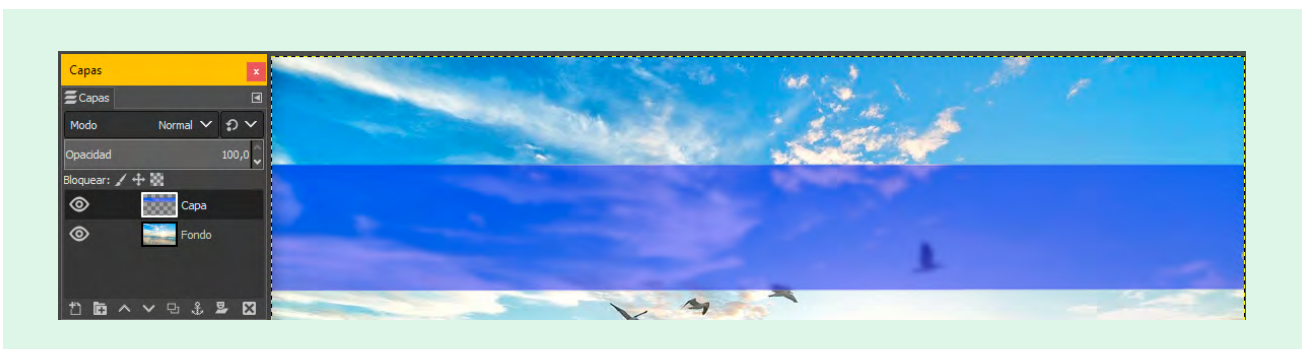 Capas x
Capas
Modo Normal
Opacidad 100,0
Bloquear:
Capa
Fondo